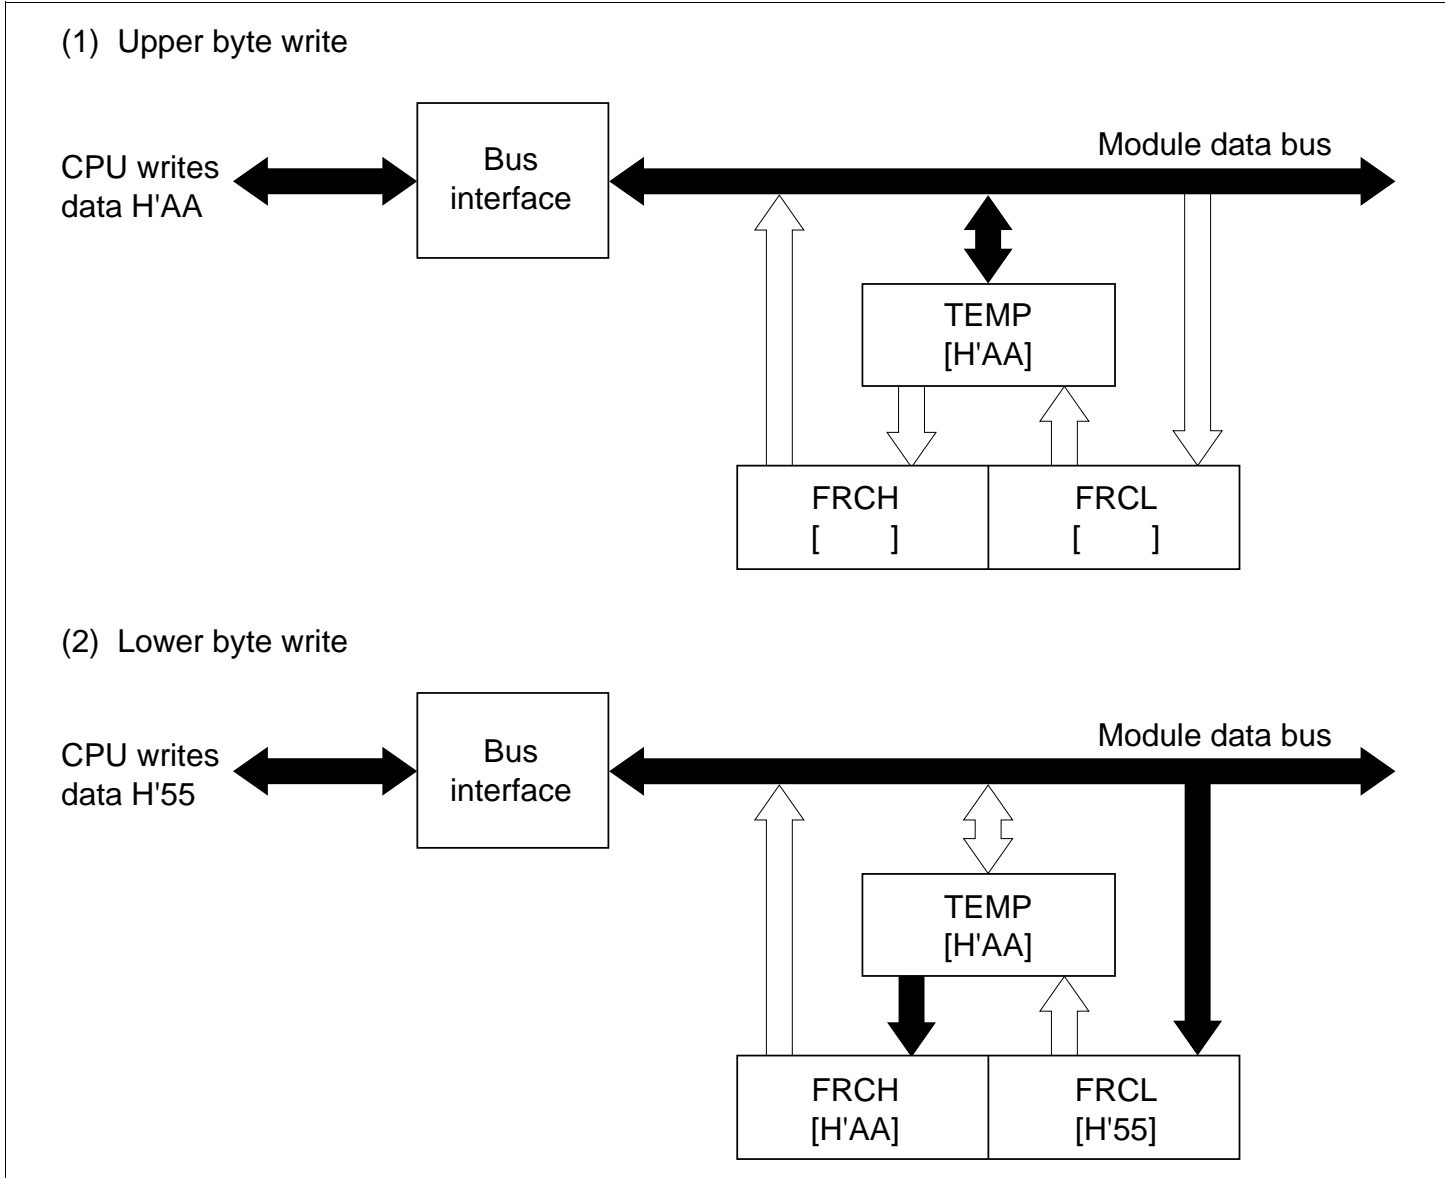 (1) Upper byte write
CPU writes
data H'AA
Bus
interface
Module data bus
TEMP
[H'AA]
FRCH
[ ]
FRCL
[ ]
(2) Lower byte write
CPU writes
data H'55
Bus
interface
Module data bus
TEMP
[H'AA]
FRCH
[H'AA]
FRCL
[H'55]